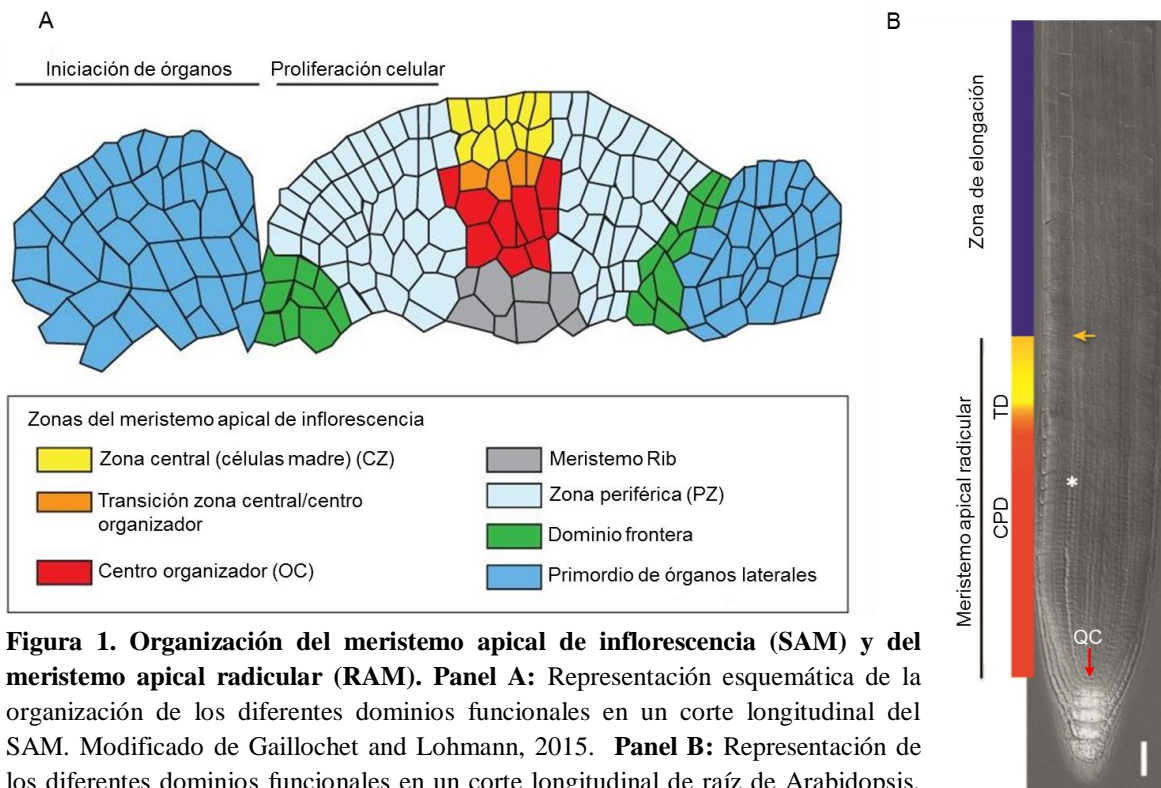 A
B
Iniciación de órganos
Proliferación celular
Zonas del meristemo apical de inflorescencia
Zona central (células madre) (CZ)
Transición zona central/centro
organizador
Centro organizador (OC)
Meristemo Rib
Zona periférica (PZ)
Dominio frontera
Primordio de órganos laterales
Zona de elongación
Meristemo apical radicular
TD
CPD
*
QC
Figura 1. Organización del meristemo apical de inflorescencia (SAM) y del
meristemo apical radicular (RAM). Panel A: Representación esquemática de la
organización de los diferentes dominios funcionales en un corte longitudinal del
SAM. Modificado de Gaillochet and Lohmann, 2015. Panel B: Representación de
los diferentes dominios funcionales en un corte longitudinal de raíz de Arabidopsis.